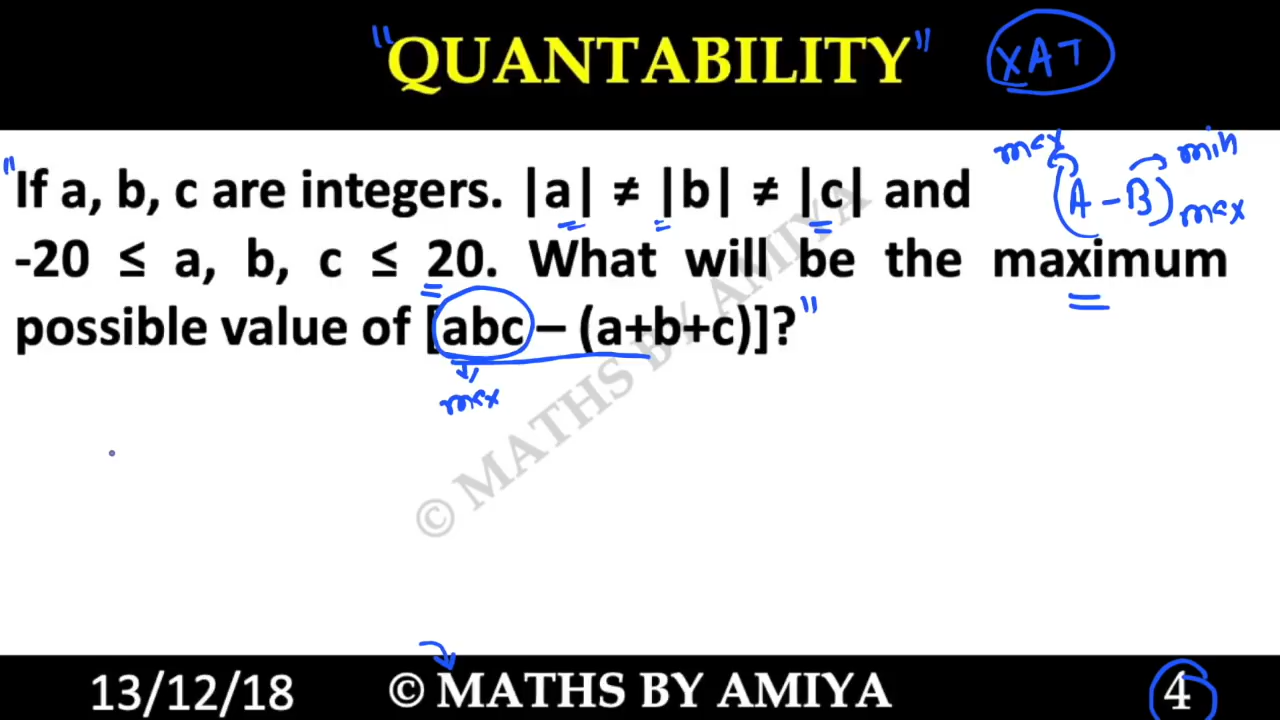 "QUANTABILITY"
XAT
"If a, b, c are integers. |a| ≠ |b| ≠ |c| and
-20 ≤ a, b, c ≤ 20. What will be the maximum
possible value of [abc – (a+b+c)]?"
max
min
(A – B) max
max
© MATHS BY AMIYA
13/12/18
© MATHS BY AMIYA
4